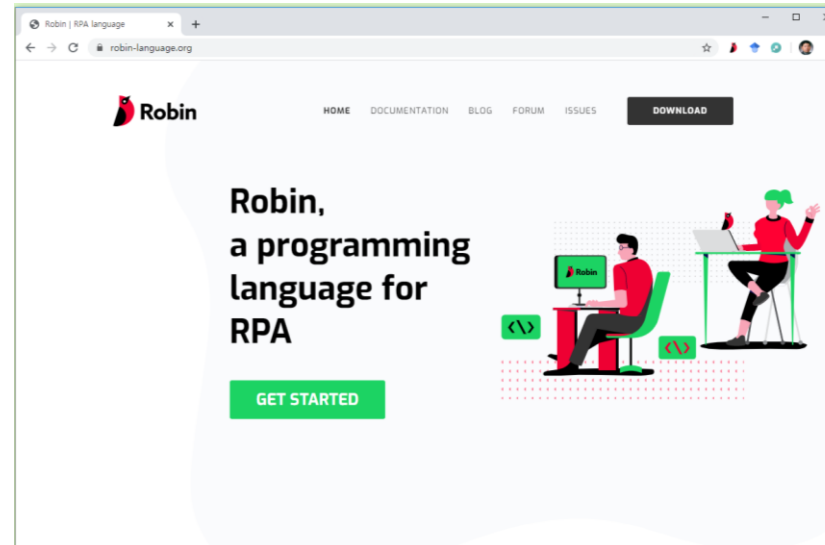 Robin | RPA language
robin-language.org
Robin
HOME DOCUMENTATION BLOG FORUM ISSUES DOWNLOAD
Robin,
a programming
language for
RPA
Robin
<\>
<\>
GET STARTED